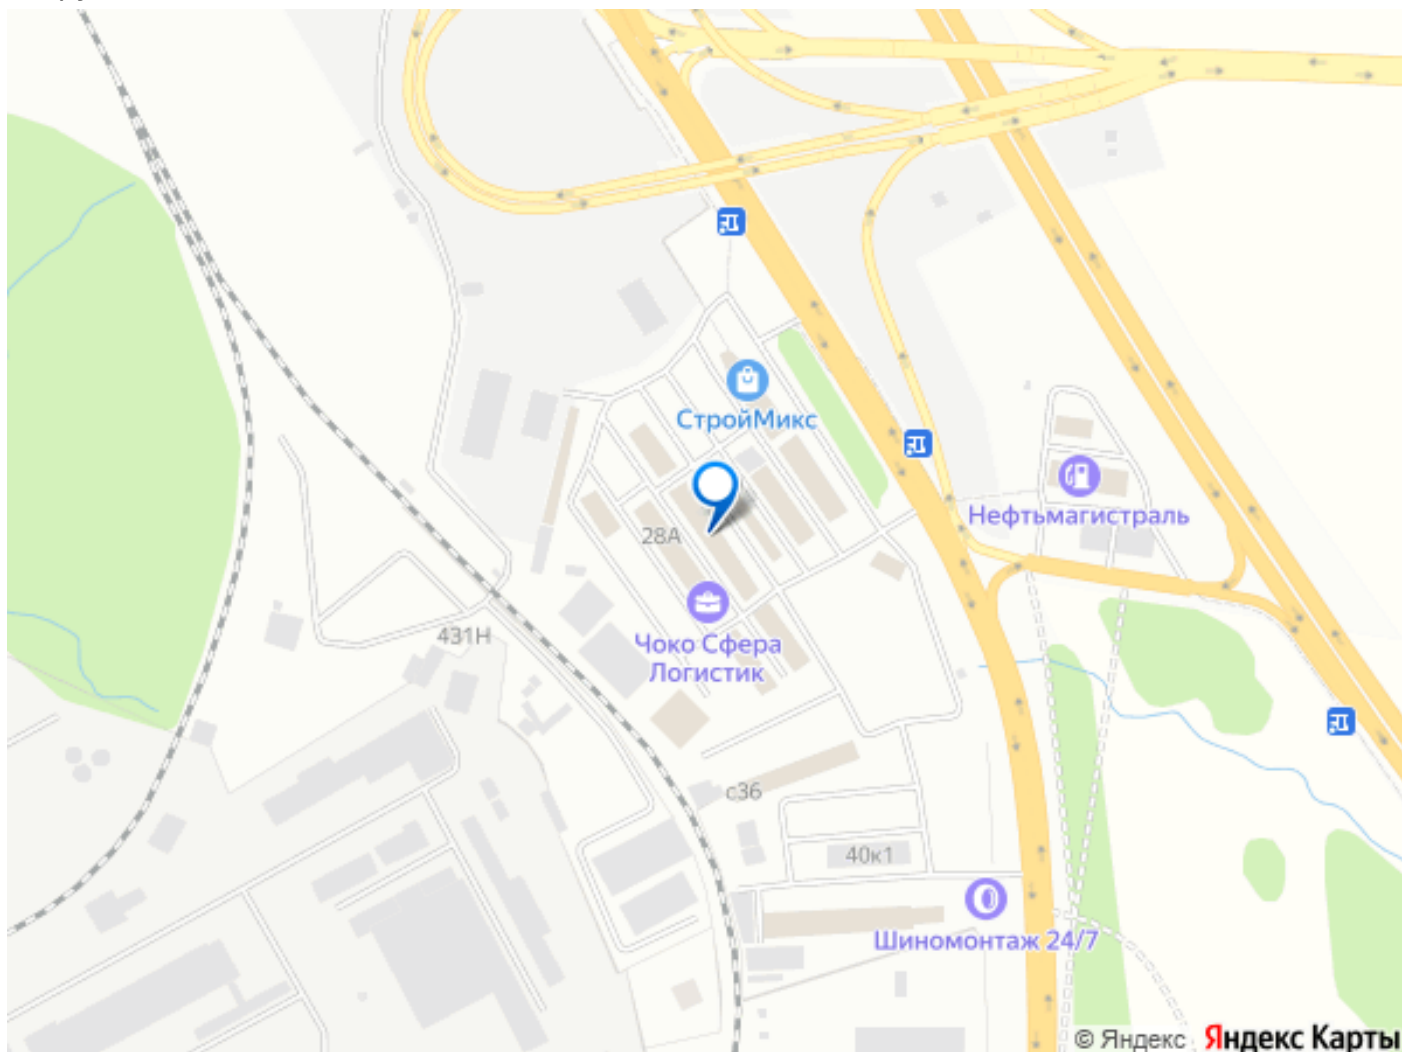 СтройМикс
Нефтьмагистраль
28А
Чоко Сфера
Логистик
431Н
с36
40к1
Шиномонтаж 24/7
© Яндекс Яндекс Карты